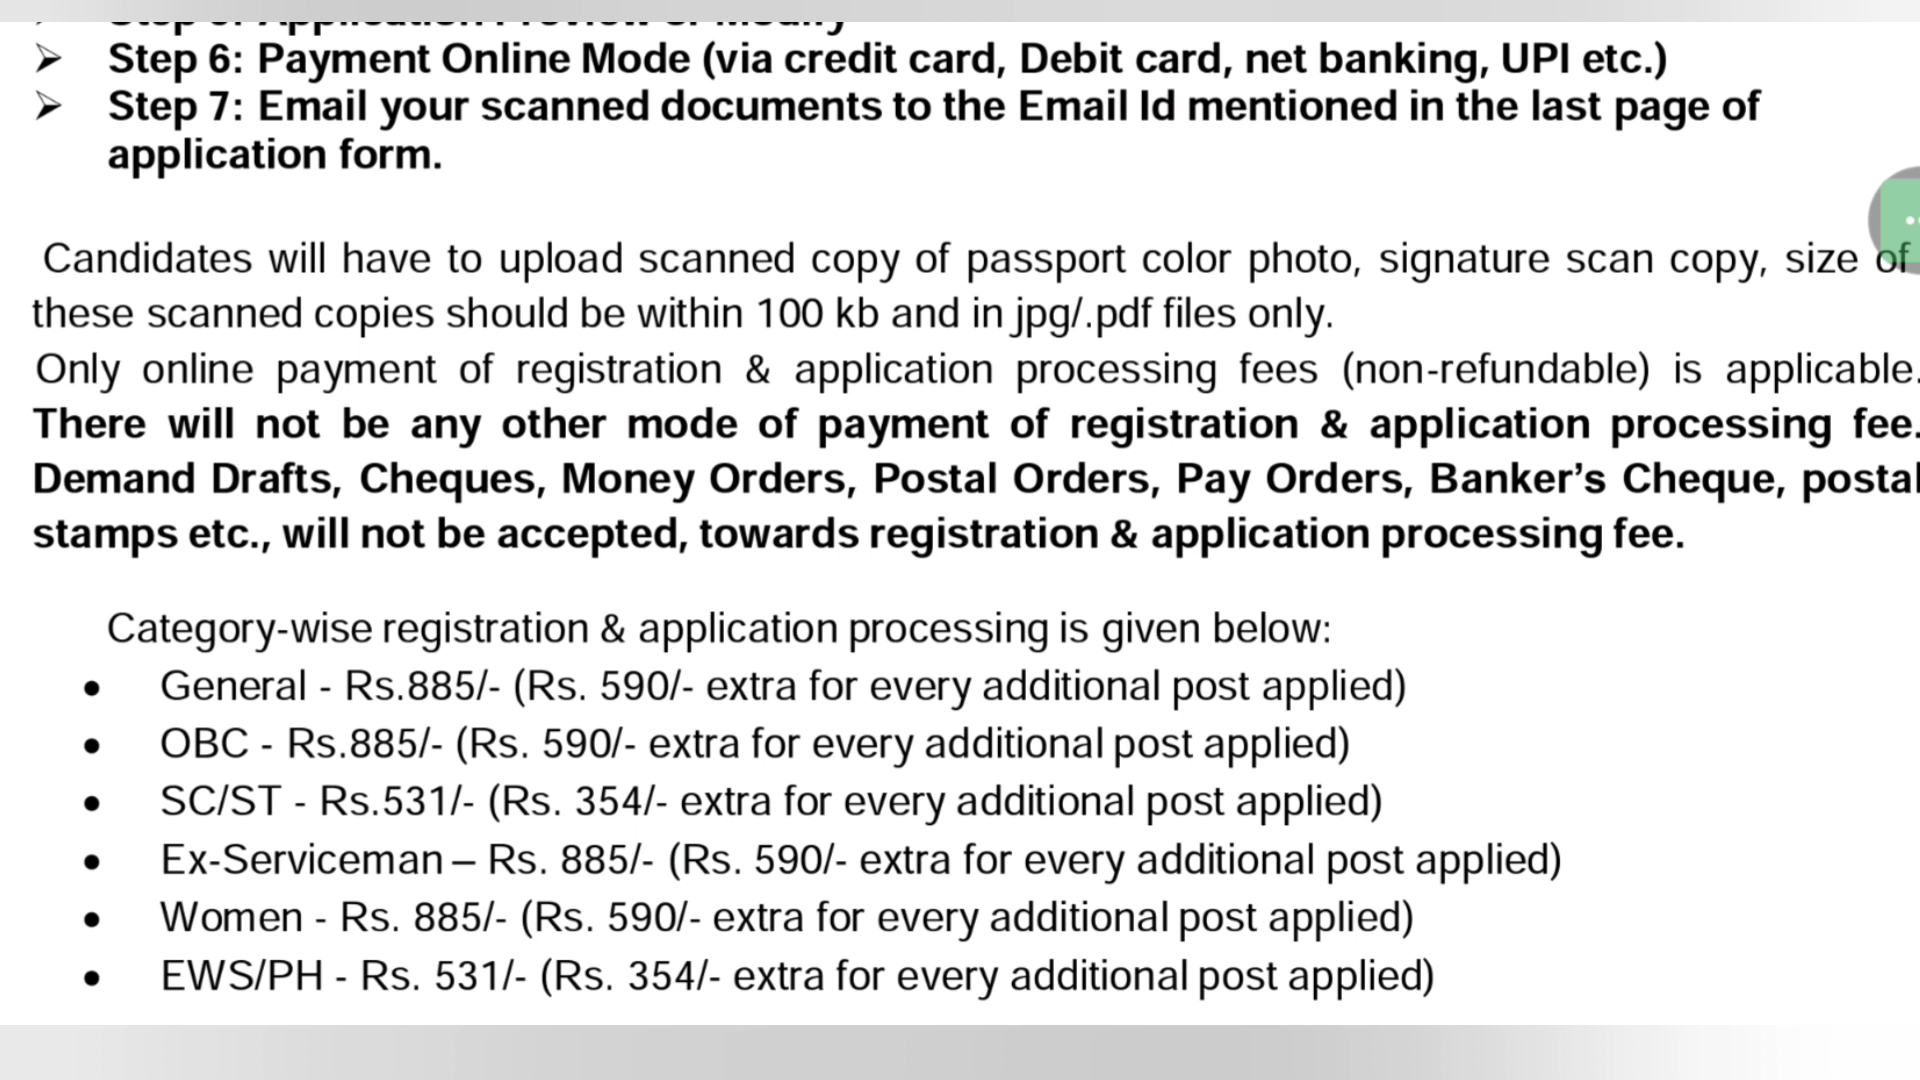 ➢ Step 6: Payment Online Mode (via credit card, Debit card, net banking, UPI etc.)
➢ Step 7: Email your scanned documents to the Email Id mentioned in the last page of
application form.
Candidates will have to upload scanned copy of passport color photo, signature scan copy, size of
these scanned copies should be within 100 kb and in jpg/.pdf files only.
Only online payment of registration & application processing fees (non-refundable) is applicable.
There will not be any other mode of payment of registration & application processing fee.
Demand Drafts, Cheques, Money Orders, Postal Orders, Pay Orders, Banker’s Cheque, postal
stamps etc., will not be accepted, towards registration & application processing fee.
Category-wise registration & application processing is given below:
• General - Rs.885/- (Rs. 590/- extra for every additional post applied)
• OBC - Rs.885/- (Rs. 590/- extra for every additional post applied)
• SC/ST - Rs.531/- (Rs. 354/- extra for every additional post applied)
• Ex-Serviceman – Rs. 885/- (Rs. 590/- extra for every additional post applied)
• Women - Rs. 885/- (Rs. 590/- extra for every additional post applied)
• EWS/PH - Rs. 531/- (Rs. 354/- extra for every additional post applied)